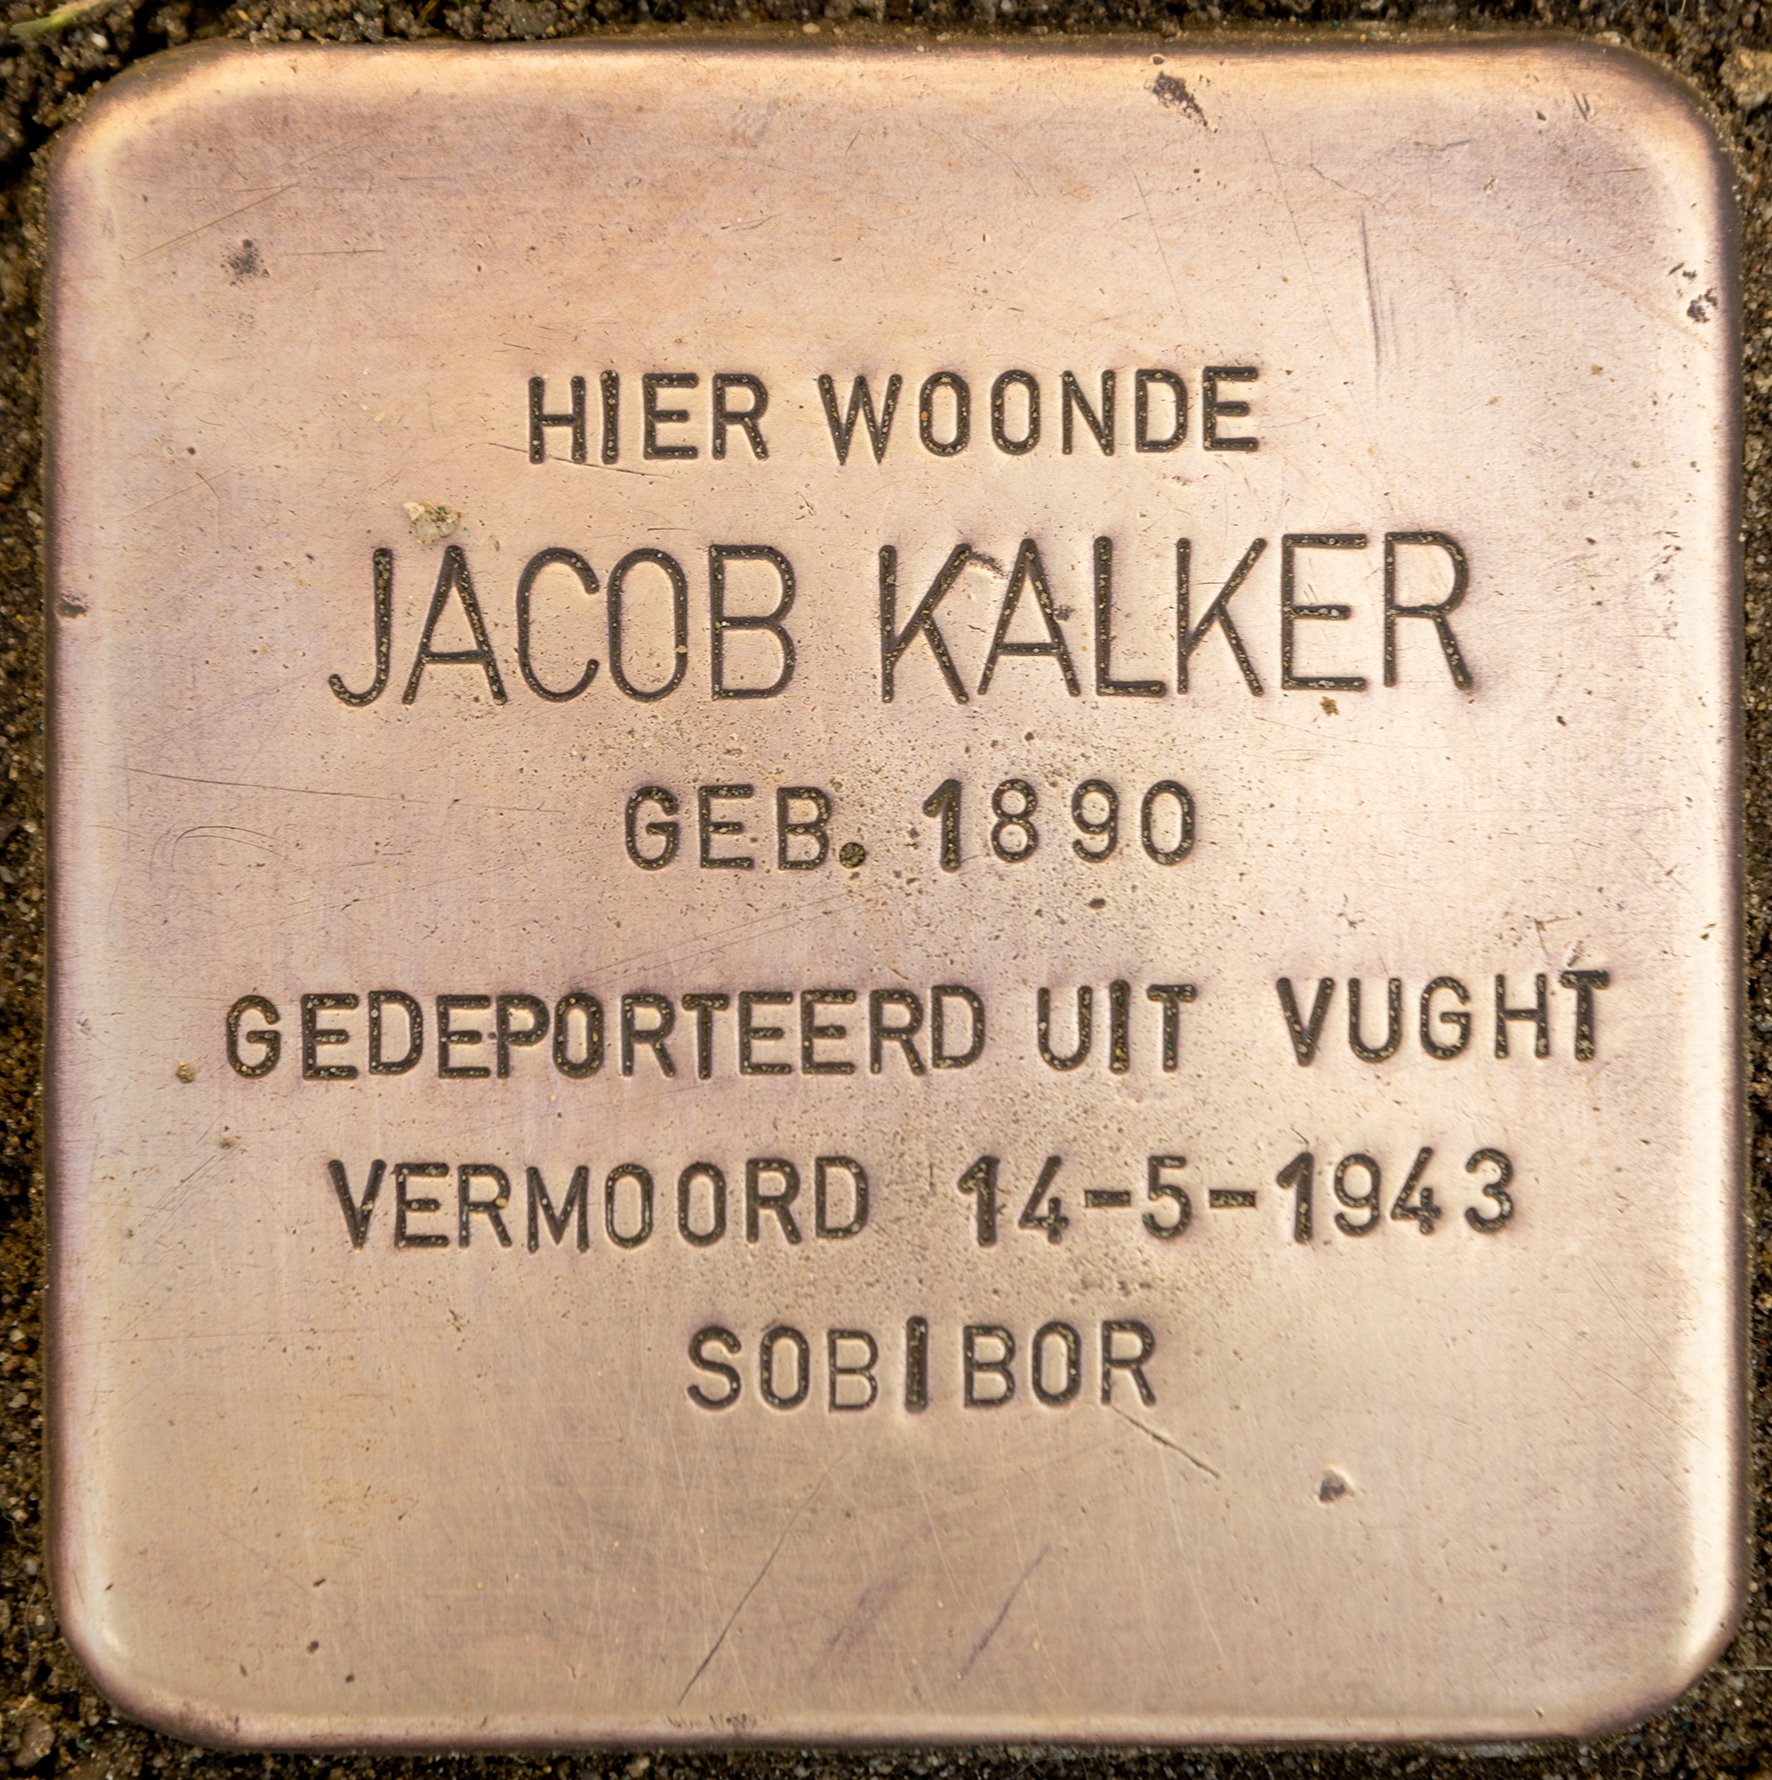 HIER WOONDE
JACOB KALKER
GEB. 1890
GEDEPORTEERD UIT VUGHT
VERMOORD 14-5-1943
SOBIBOR